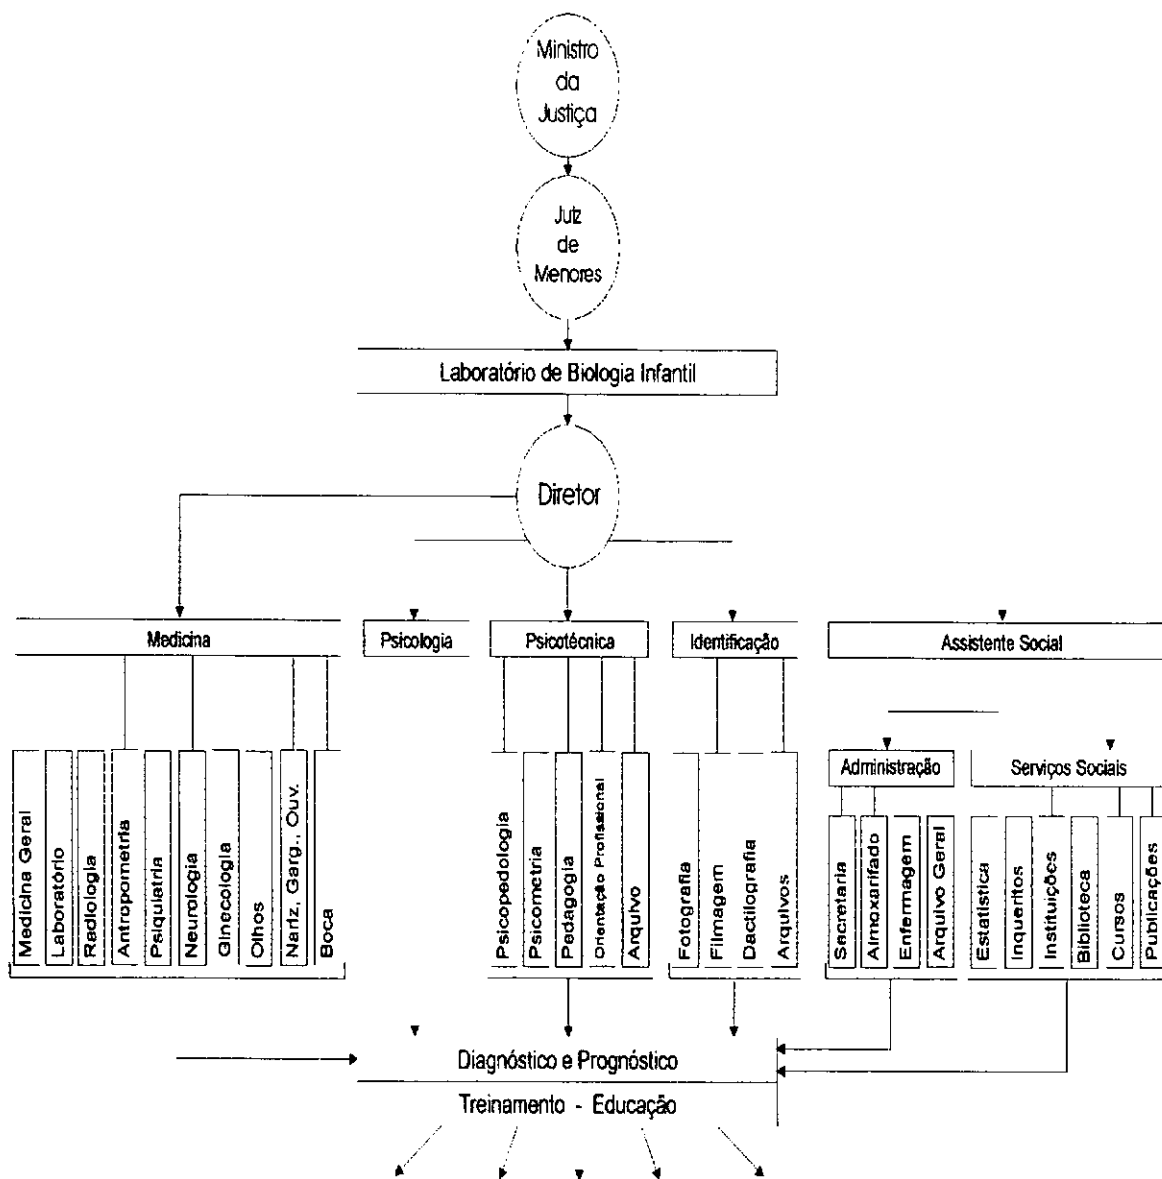 Ministro
da
Justiça
Juiz
de
Menores
Laboratório de Biologia Infantil
Diretor
Medicina
Psicologia
Psicotécnica
Identificação
Assistente Social
Administração
Serviços Sociais
Medicina Geral
Laboratório
Radiologia
Antropometria
Psiquiatria
Neurologia
Ginecologia
Olhos
Nariz, Garg., Ouv.
Boca
Psicopedologia
Psicometria
Pedagogia
Orientação Profissional
Arquivo
Fotografia
Filmagem
Dactilografia
Arquivos
Secretaria
Almoxarifado
Enfermagem
Arquivo Geral
Estatística
Inqueritos
Instituições
Biblioteca
Cursos
Publicações
Diagnóstico e Prognóstico
Treinamento - Educação